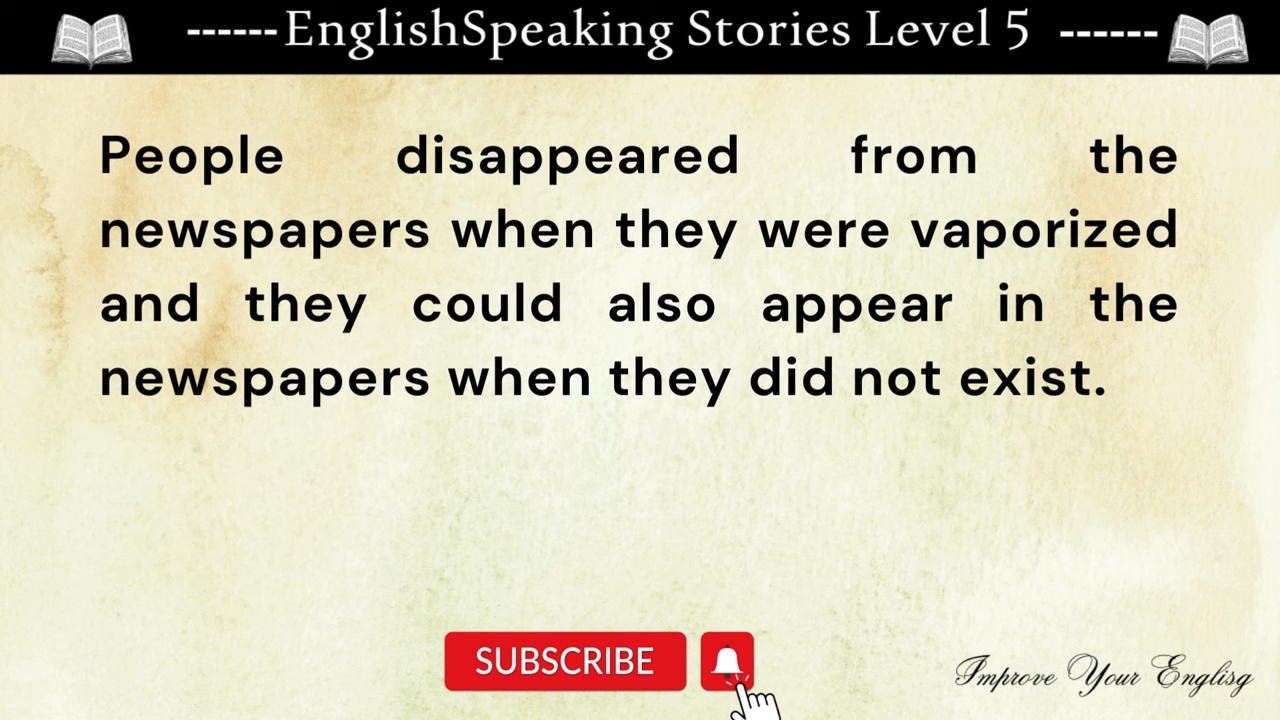 ------EnglishSpeaking Stories Level 5 ------
People disappeared from the
newspapers when they were vaporized
and they could also appear in the
newspapers when they did not exist.
SUBSCRIBE
Improve Your Englisg